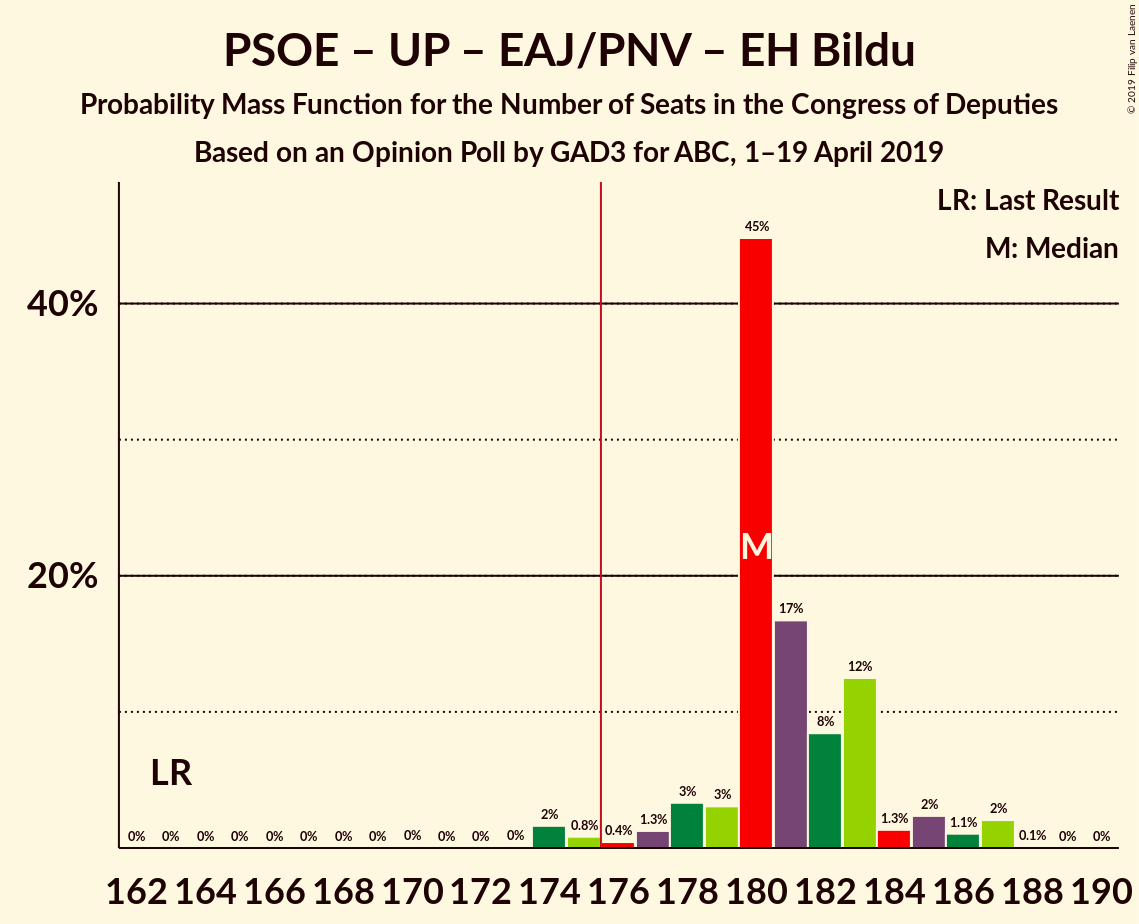 PSOE – UP – EAJ/PNV – EH Bildu
Probability Mass Function for the Number of Seats in the Congress of Deputies
Based on an Opinion Poll by GAD3 for ABC, 1–19 April 2019
© 2019 Filip van Laenen
LR: Last Result
M: Median
40%
20%
LR
M
0% 0% 0% 0% 0% 0% 0% 0% 0% 0% 0% 0% 2% 0.8% 0.4% 1.3% 3% 3% 45% 17% 8% 12% 1.3% 2% 1.1% 2% 0.1% 0% 0%
162 164 166 168 170 172 174 176 178 180 182 184 186 188 190